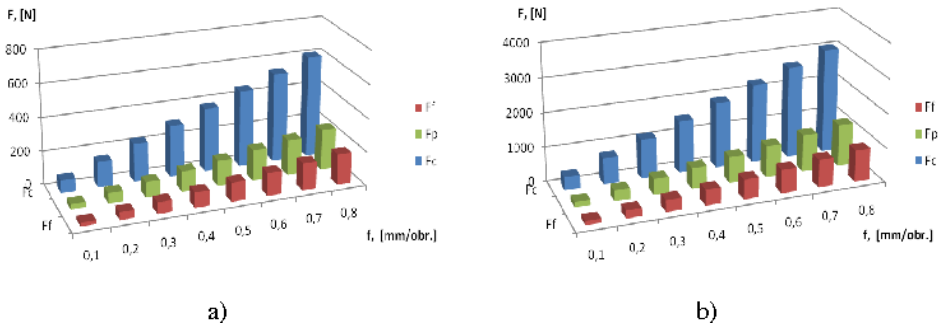 F, [N]
800
600
400
200
0
Fc
Ff
0,1
0,2
0,3
0,4
0,5
0,6
0,7
0,8
f, [mm/obr.]
Ff
Fp
Fc
a)
F, [N]
4000
3000
2000
1000
0
Fc
Ff
0,1
0,2
0,3
0,4
0,5
0,6
0,7
0,8
f, [mm/obr.]
Ff
Fp
Fc
b)